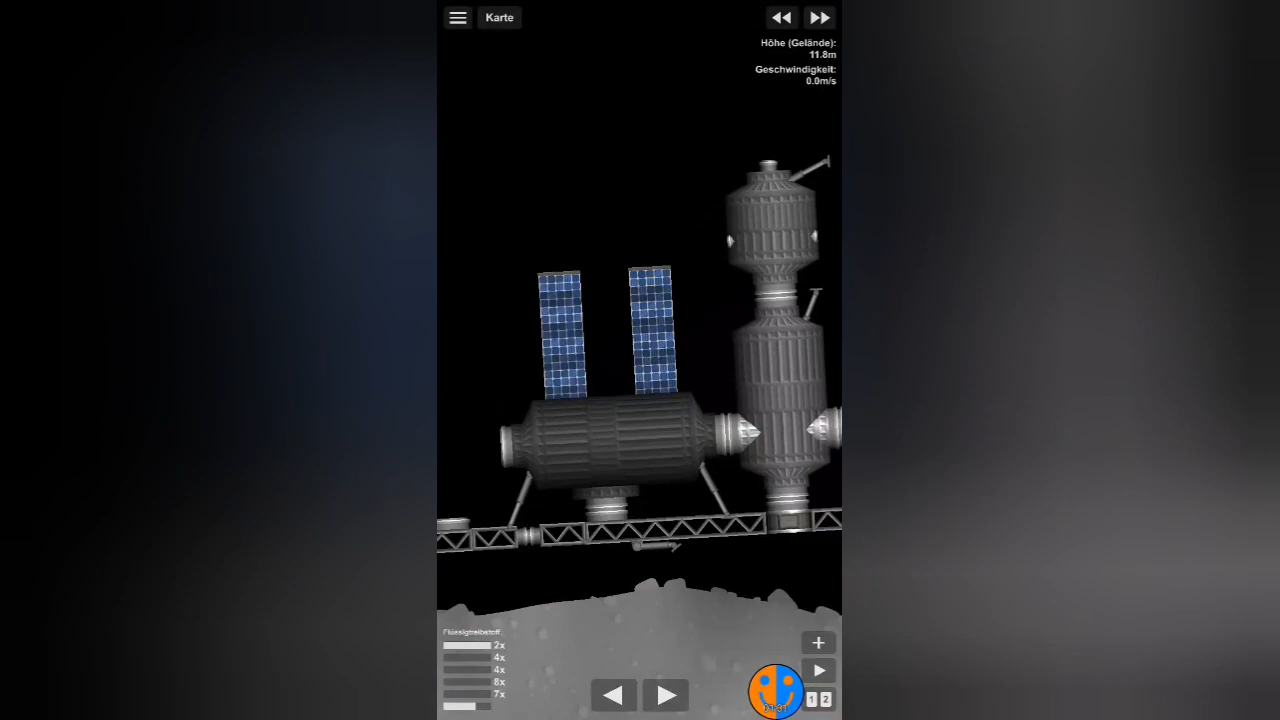 Karte
Höhe (Gelände):
11.8m
Geschwindigkeit:
0.0m/s
Flüssigtreibstoff:
2x
4x
4x
8x
7x
1 2